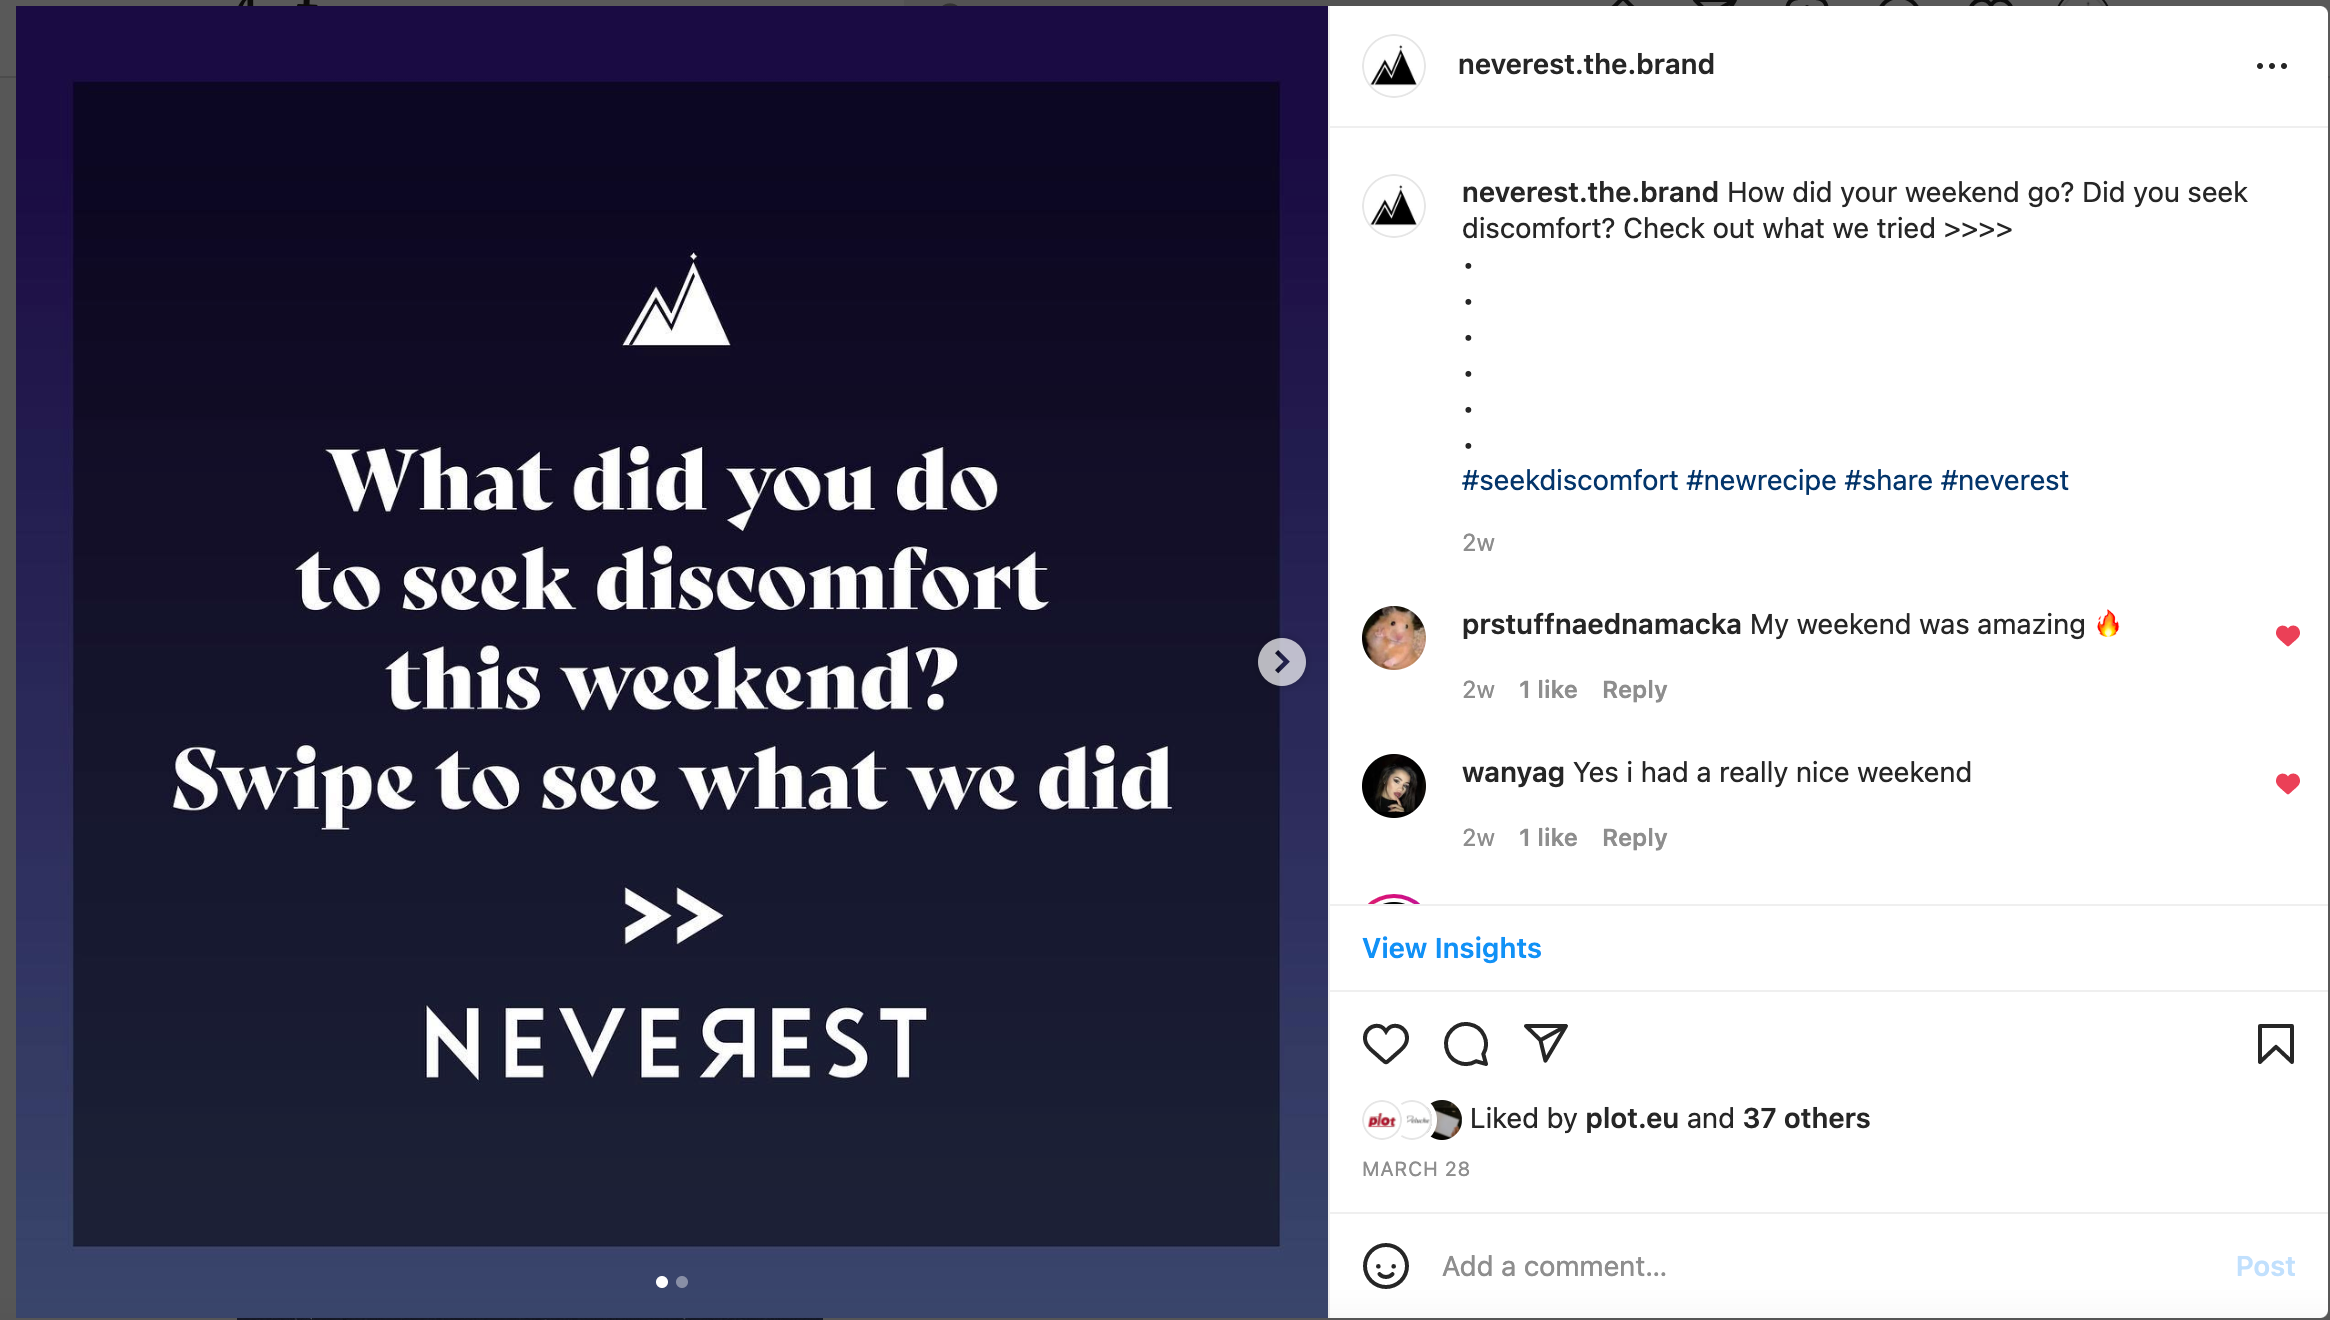 What did you do
to seek discomfort
this weekend?
Swipe to see what we did
>>
NEVEЯEST
neverest.the.brand
neverest.the.brand How did your weekend go? Did you seek
discomfort? Check out what we tried >>>>
.
.
.
.
.
.
#seekdiscomfort #newrecipe #share #neverest
2w
prstuffnaednamacka My weekend was amazing 🔥
2w 1 like Reply
wanyag Yes i had a really nice weekend
2w 1 like Reply
View Insights
plot
Liked by plot.eu and 37 others
MARCH 28
Add a comment...
Post